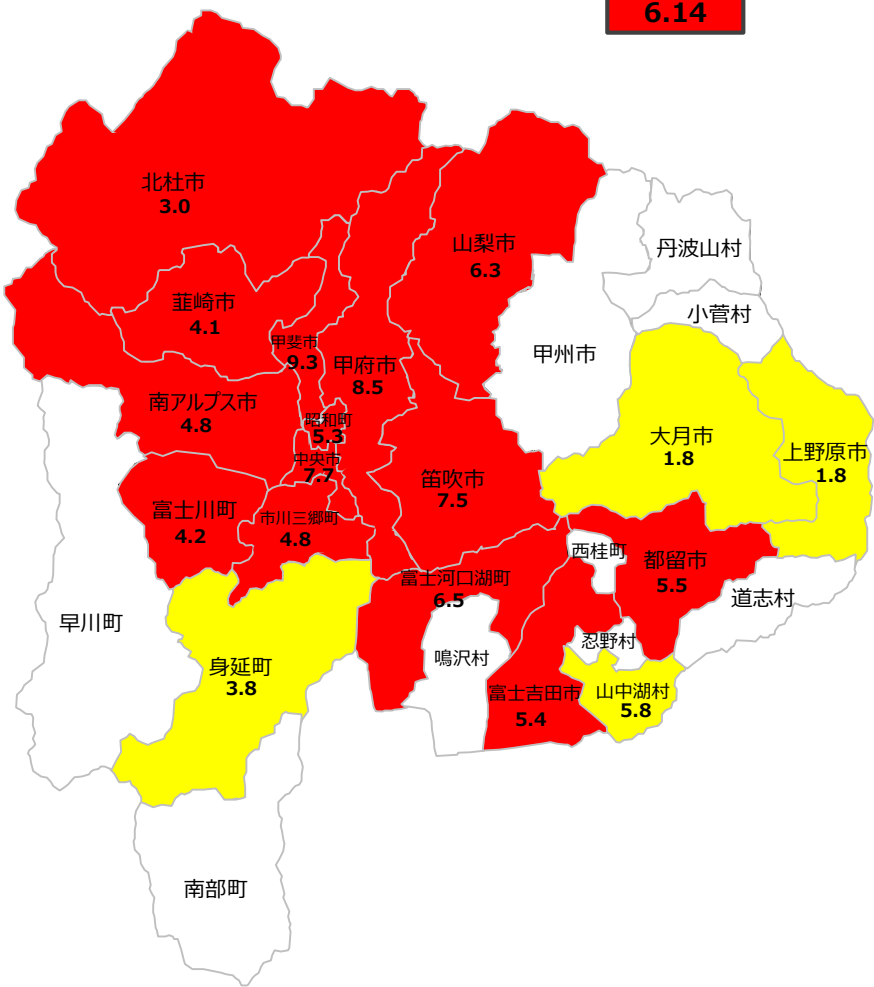 6.14
北杜市
3.0
山梨市
6.3
丹波山村
韮崎市
4.1
小菅村
甲斐市
9.3
甲府市
8.5
甲州市
南アルプス市
4.8
昭和町
5.3
大月市
1.8
上野原市
1.8
中央市
7.7
笛吹市
7.5
富士川町
4.2
市川三郷町
4.8
西桂町
都留市
5.5
富士河口湖町
6.5
道志村
早川町
忍野村
鳴沢村
身延町
3.8
富士吉田市
5.4
山中湖村
5.8
南部町